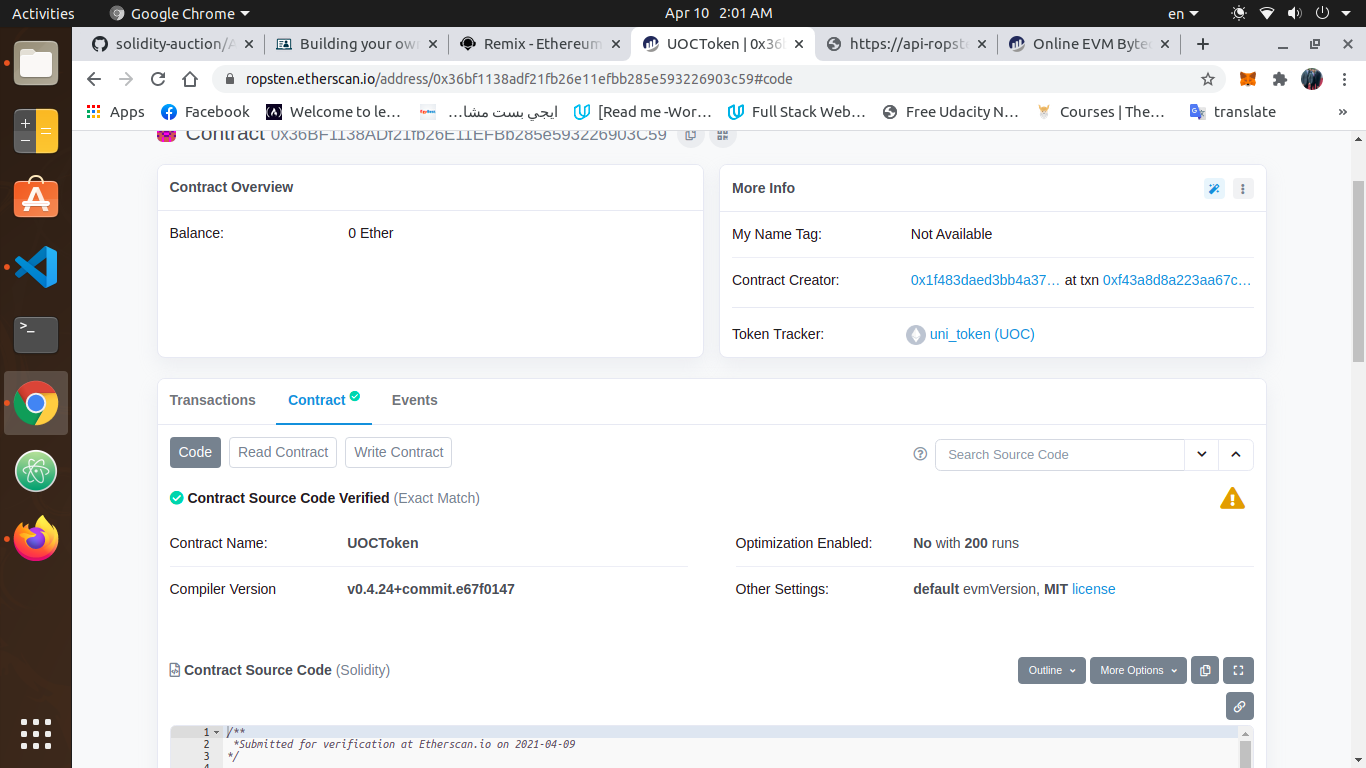 Activities Google Chrome Apr 10 2:01 AM en
solidity-auction/A Building your own Remix - Ethereum UOCToken | 0x36b https://api-ropste Online EVM Bytec
ropsten.etherscan.io/address/0x36bf1138adf21fb26e11efbb285e593226903c59#code
Apps Facebook Welcome to le… ايجي بست مشا… [Read me -Wor… Full Stack Web… Free Udacity N… Courses | The… translate »
Contract 0x36BF1138ADf21fb26E11EFBb285e593226903C59
Contract Overview
Balance: 0 Ether
More Info
My Name Tag: Not Available
Contract Creator: 0x1f483daed3bb4a37… at txn 0xf43a8d8a223aa67c…
Token Tracker: uni_token (UOC)
Transactions Contract Events
Code Read Contract Write Contract Search Source Code
Contract Source Code Verified (Exact Match)
Contract Name: UOCToken Optimization Enabled: No with 200 runs
Compiler Version v0.4.24+commit.e67f0147 Other Settings: default evmVersion, MIT license
Contract Source Code (Solidity) Outline More Options
1 /**
2 *Submitted for verification at Etherscan.io on 2021-04-09
3 */